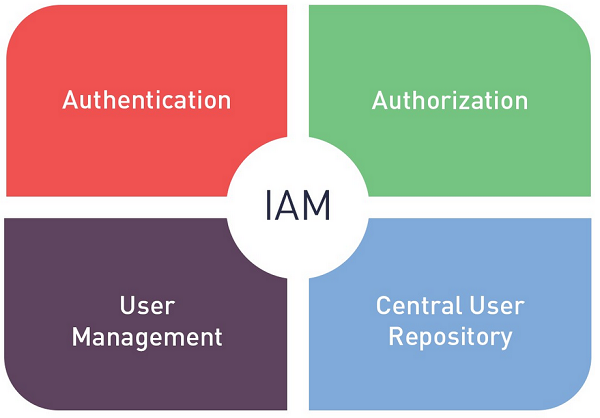 Authentication
Authorization
IAM
User
Management
Central User
Repository